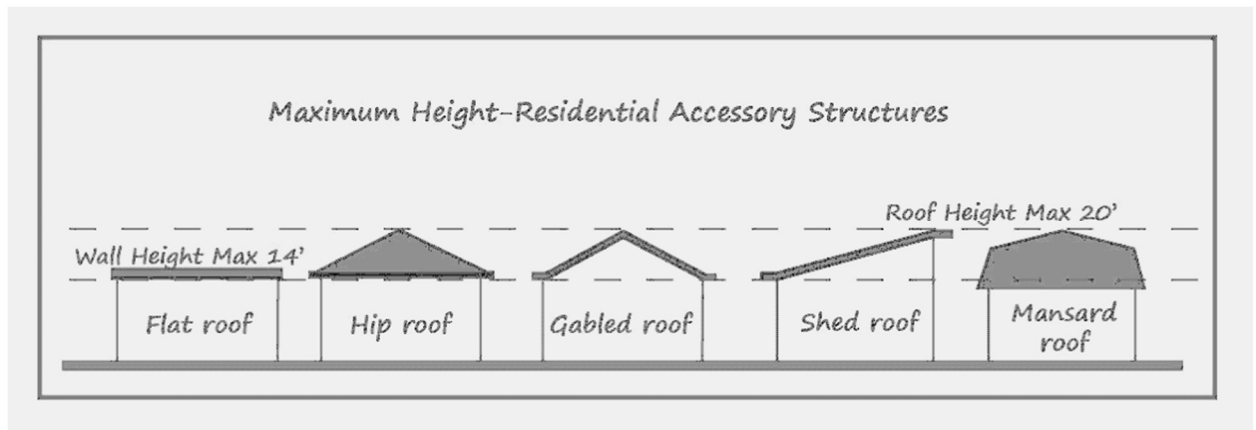 Maximum Height-Residential Accessory Structures
Roof Height Max 20'
Wall Height Max 14'
Flat roof
Hip roof
Gabled roof
Shed roof
Mansard
roof